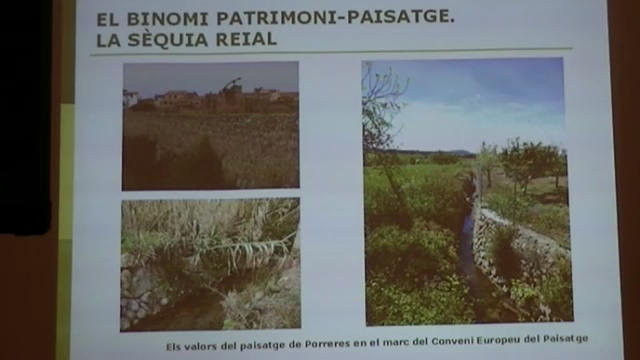 EL BINOMI PATRIMONI-PAISATGE.
LA SÈQUIA REIAL
Els valors del paisatge de Porreres en el marc del Conveni Europeu del Paisatge